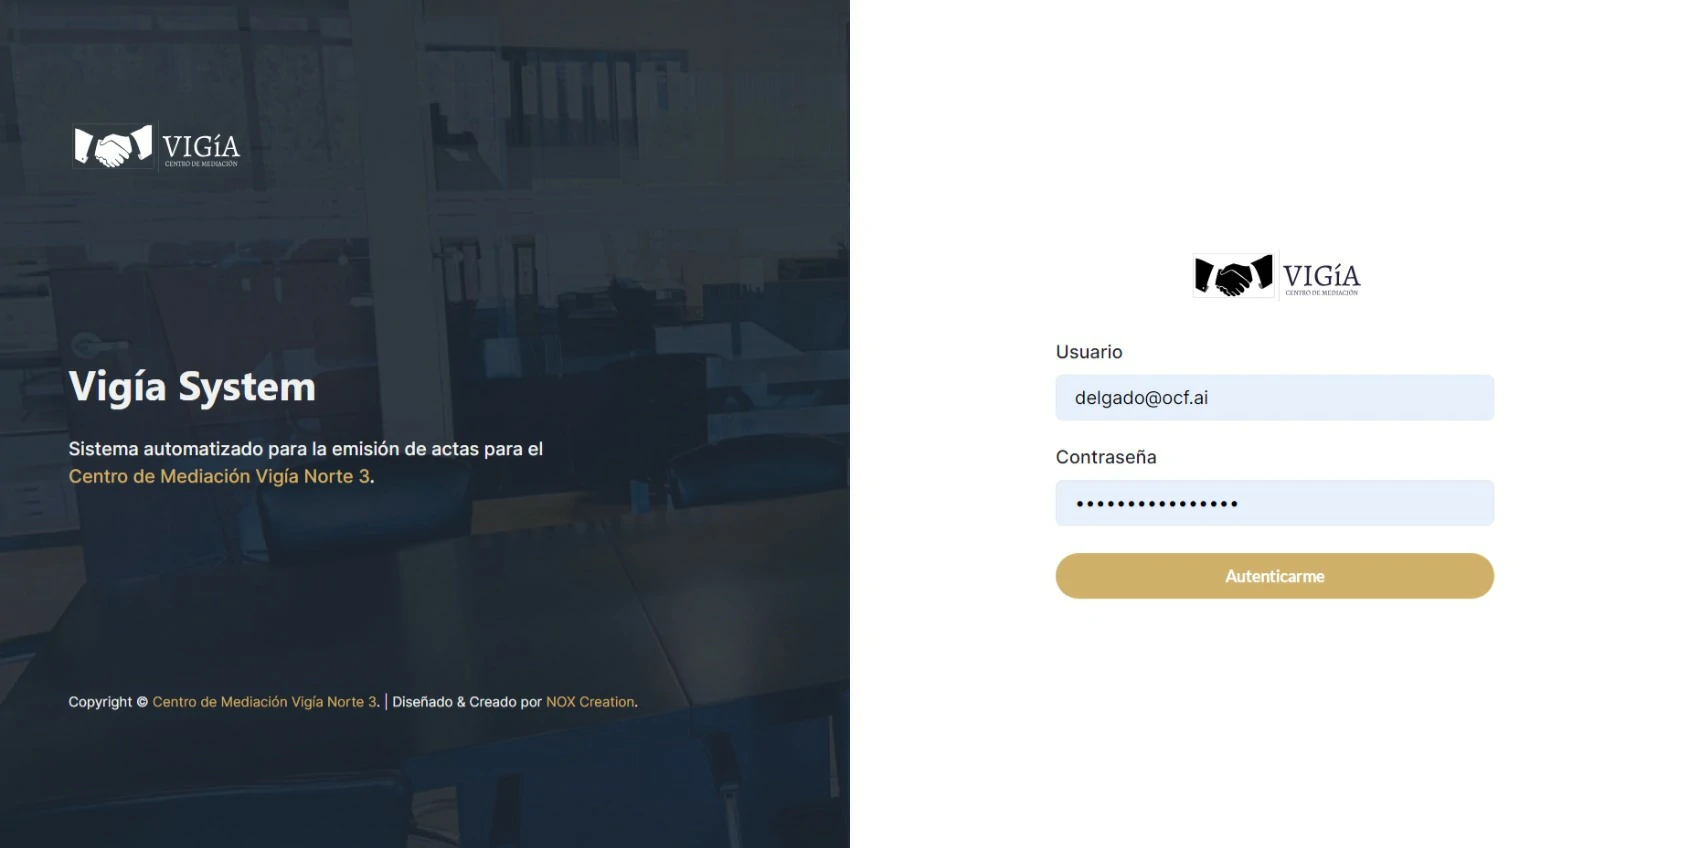 VIGíA
CENTRO DE MEDIACIÓN
Vigía System
Sistema automatizado para la emisión de actas para el
Centro de Mediación Vigía Norte 3.
Copyright © Centro de Mediación Vigía Norte 3. | Diseñado & Creado por NOX Creation.
VIGíA
CENTRO DE MEDIACIÓN
Usuario
delgado@ocf.ai
Contraseña
••••••••••••••••
Autenticarme